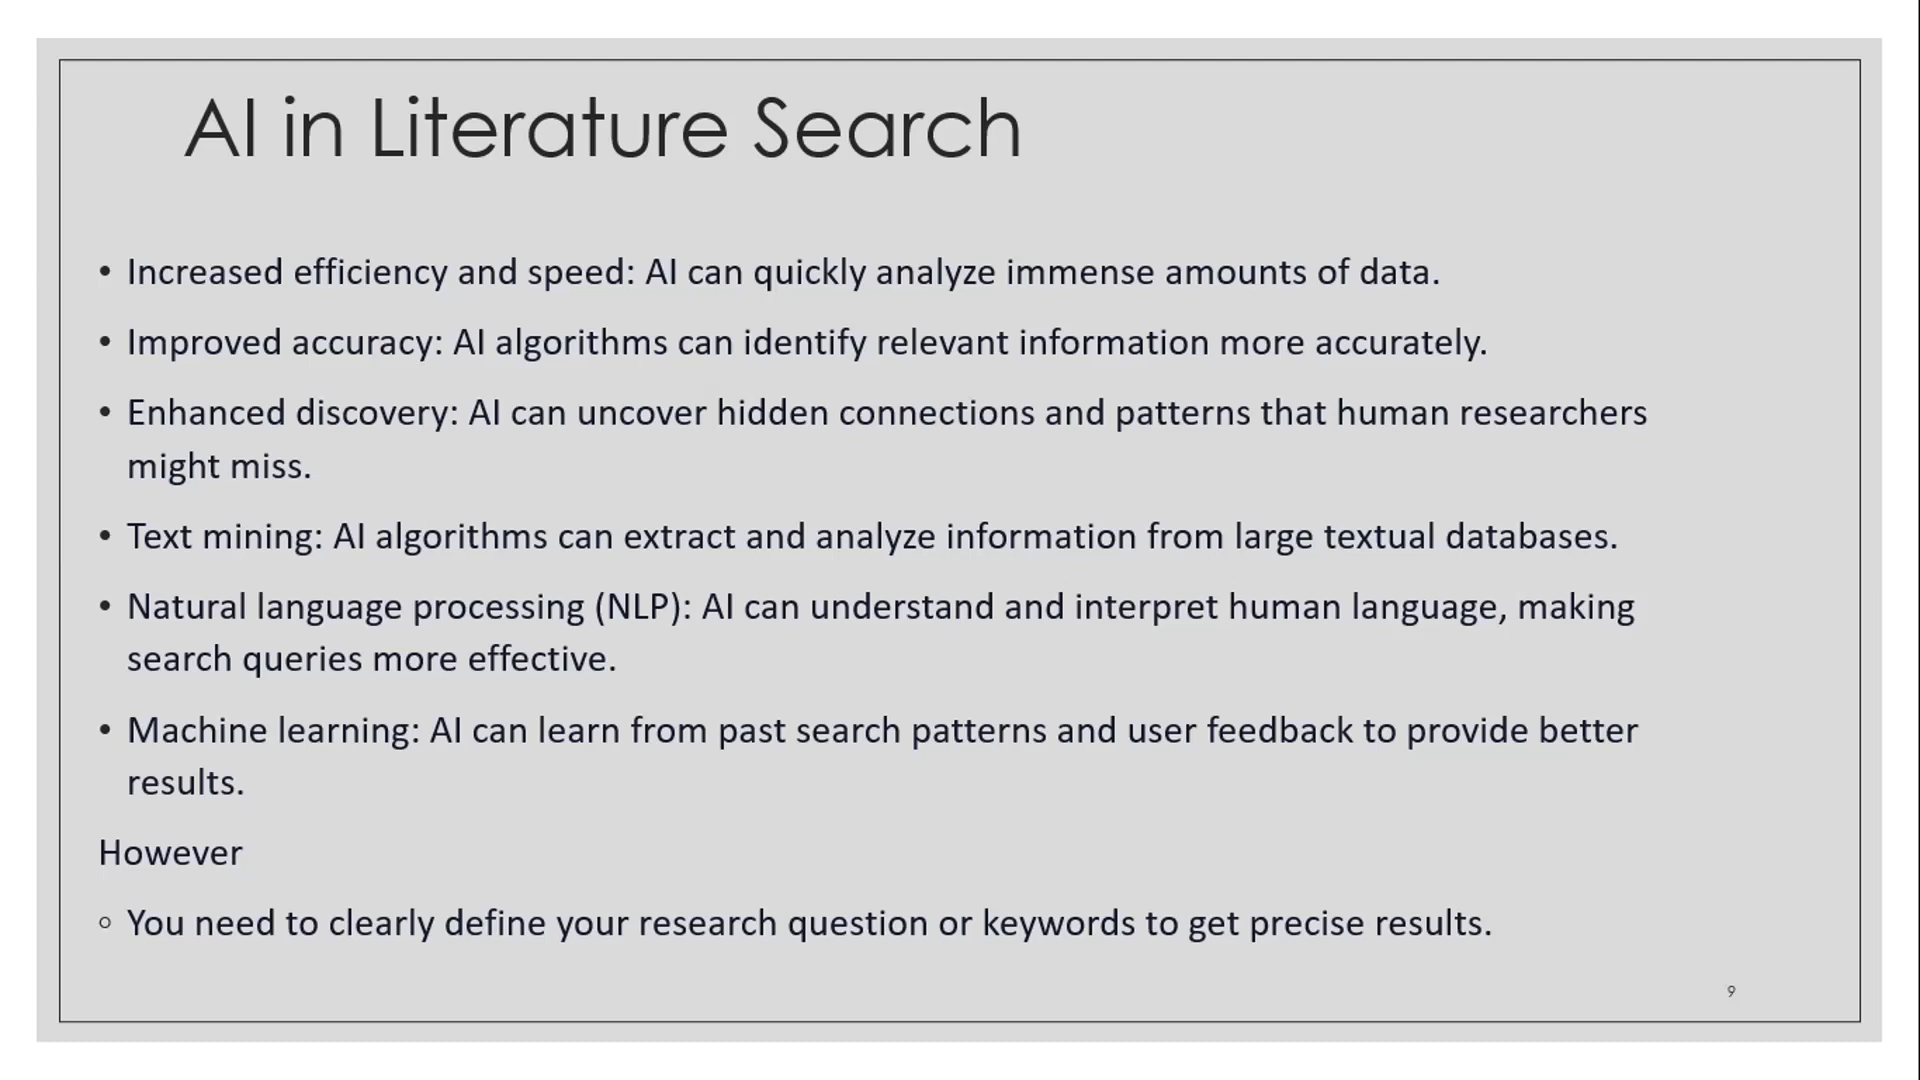 AI in Literature Search
• Increased efficiency and speed: AI can quickly analyze immense amounts of data.
• Improved accuracy: AI algorithms can identify relevant information more accurately.
• Enhanced discovery: AI can uncover hidden connections and patterns that human researchers
might miss.
• Text mining: AI algorithms can extract and analyze information from large textual databases.
• Natural language processing (NLP): AI can understand and interpret human language, making
search queries more effective.
• Machine learning: AI can learn from past search patterns and user feedback to provide better
results.
However
◦ You need to clearly define your research question or keywords to get precise results.
9